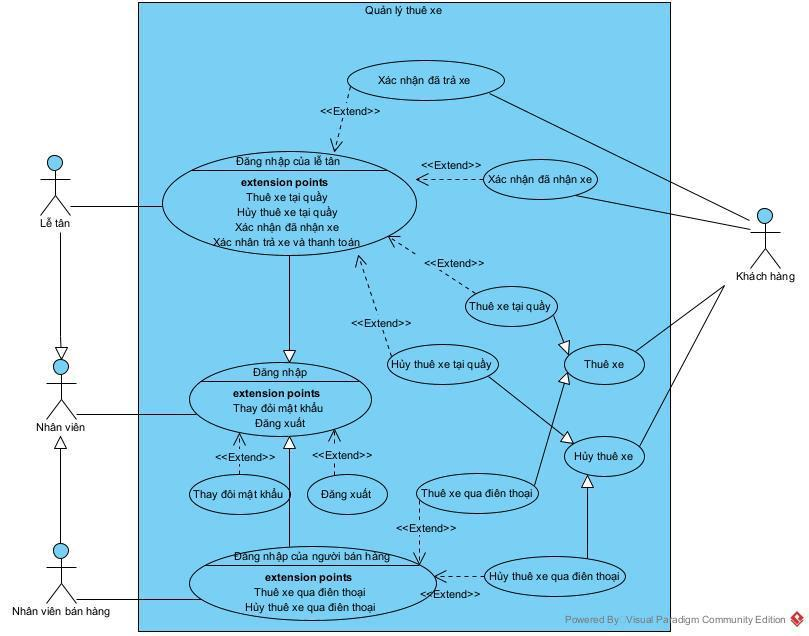 Quản lý thuê xe
Xác nhận đã trả xe
<<Extend>>
Đăng nhập của lễ tân
extension points
Thuê xe tại quầy
Hủy thuê xe tại quầy
Xác nhận đã nhận xe
Xác nhân trả xe và thanh toán
<<Extend>>
Xác nhận đã nhận xe
Lễ tân
Khách hàng
<<Extend>>
Thuê xe tại quầy
<<Extend>>
Hủy thuê xe tại quầy
Thuê xe
Đăng nhập
extension points
Thay đổi mật khẩu
Đăng xuất
Nhân viên
Hủy thuê xe
<<Extend>>
<<Extend>>
Thay đôi mật khẩu
Đăng xuất
Thuê xe qua điên thoại
<<Extend>>
Đăng nhập của người bán hàng
extension points
Thuê xe qua điên thoại
Hủy thuê xe qua điên thoại
Hủy thuê xe qua điên thoại
<<Extend>>
Nhân viên bán hàng
Powered By Visual Paradigm Community Edition